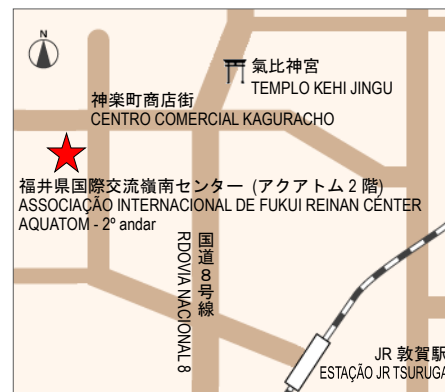 N
氣比神宮
TEMPLO KEHI JINGU
神楽町商店街
CENTRO COMERCIAL KAGURACHO
福井県国際交流嶺南センター (アクアトム 2 階)
ASSOCIAÇÃO INTERNACIONAL DE FUKUI REINAN CENTER
AQUATOM - 2º andar
国道８号線
RDOVIA NACIONAL 8
JR 敦賀駅
ESTAÇÃO JR TSURUGA